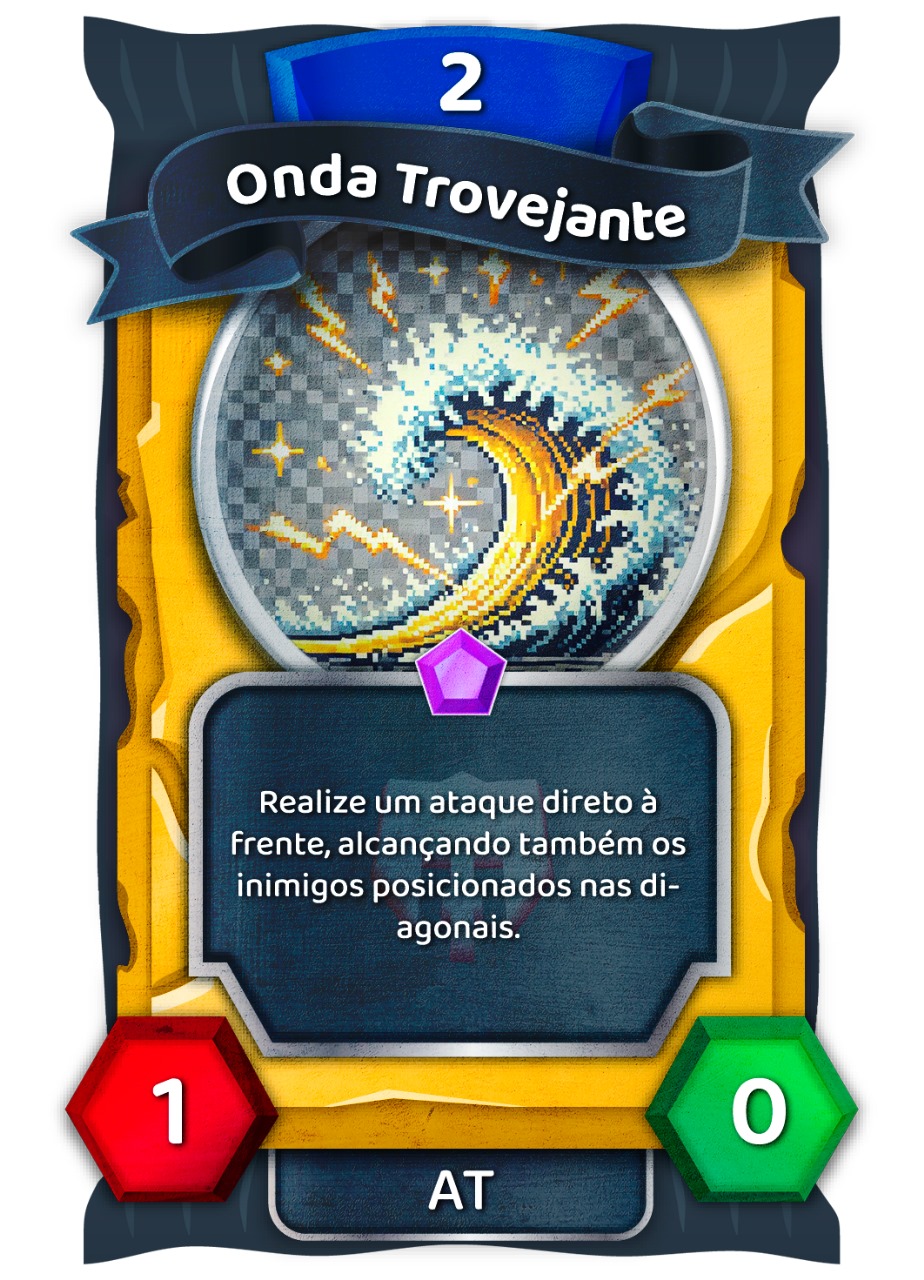 2
Onda Trovejante
Realize um ataque direto à
frente, alcançando também os
inimigos posicionados nas di-
agonais.
1
0
AT